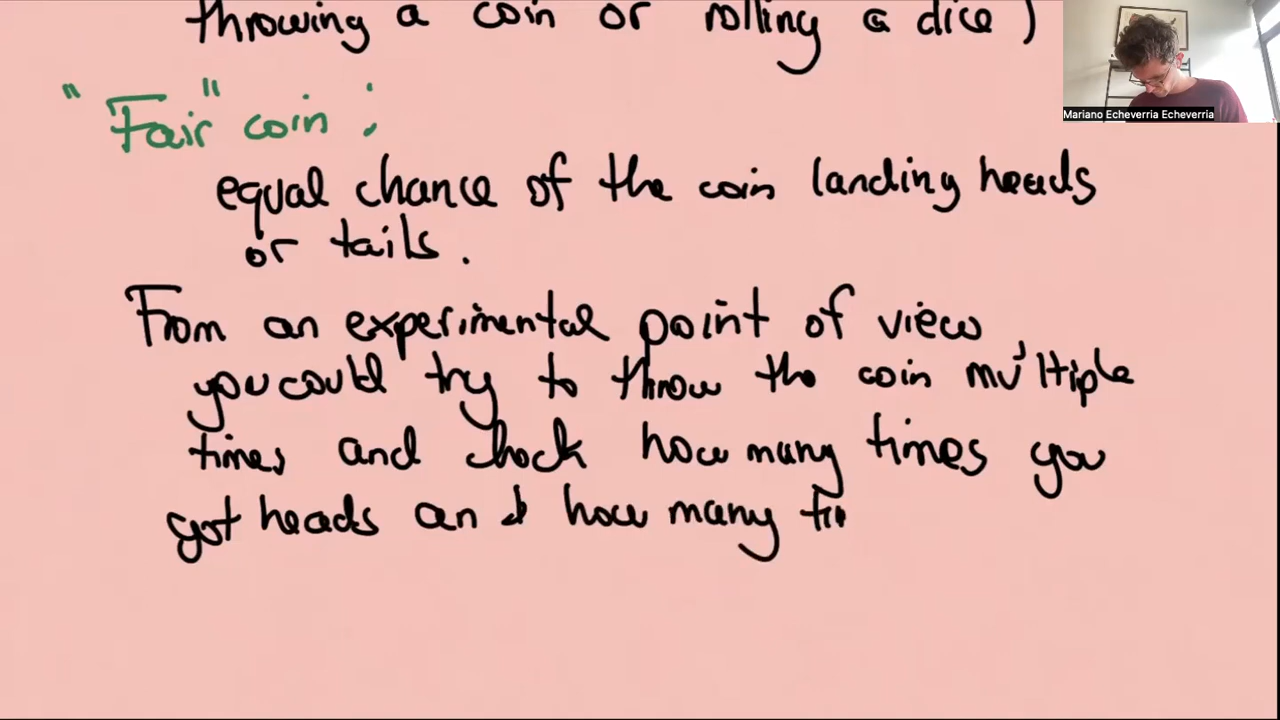 throwing a coin or rolling a dice)
Mariano Echeverria Echeverria
"Fair" coin :
equal chance of the coin landing heads
or tails.
From an experimental point of view
you could try to throw the coin múltiple
times and check how many times you
got heads and how many